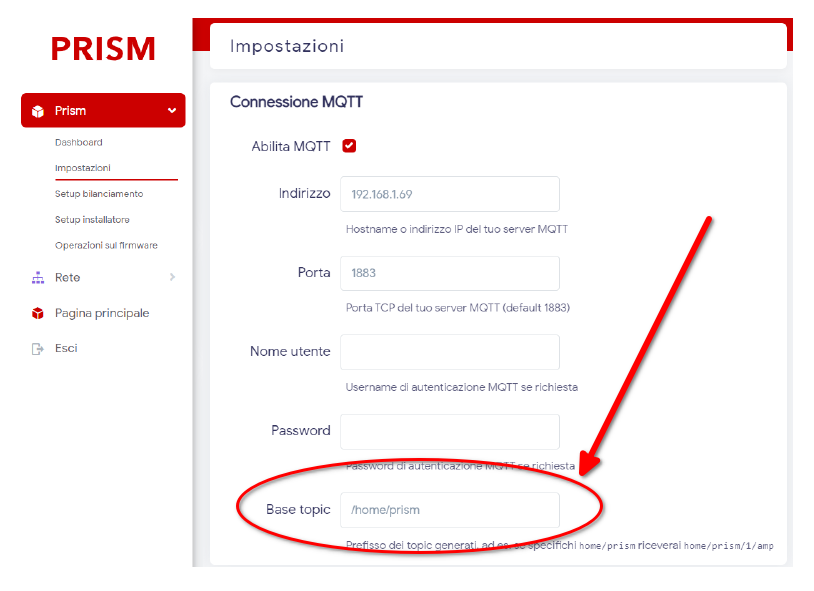 PRISM
Impostazioni
Prism
Dashboard
Impostazioni
Setup bilanciamento
Setup installatore
Operazioni sul firmware
Rete
Pagina principale
Esci
Connessione MQTT
Abilita MQTT
Indirizzo 192.168.1.69
Hostname o indirizzo IP del tuo server MQTT
Porta 1883
Porta TCP del tuo server MQTT (default 1883)
Nome utente
Username di autenticazione MQTT se richiesta
Password
Password di autenticazione MQTT se richiesta
Base topic /home/prism
Prefisso dei topic generati, ad es. se specifichi home/prism riceverai home/prism/1/amp